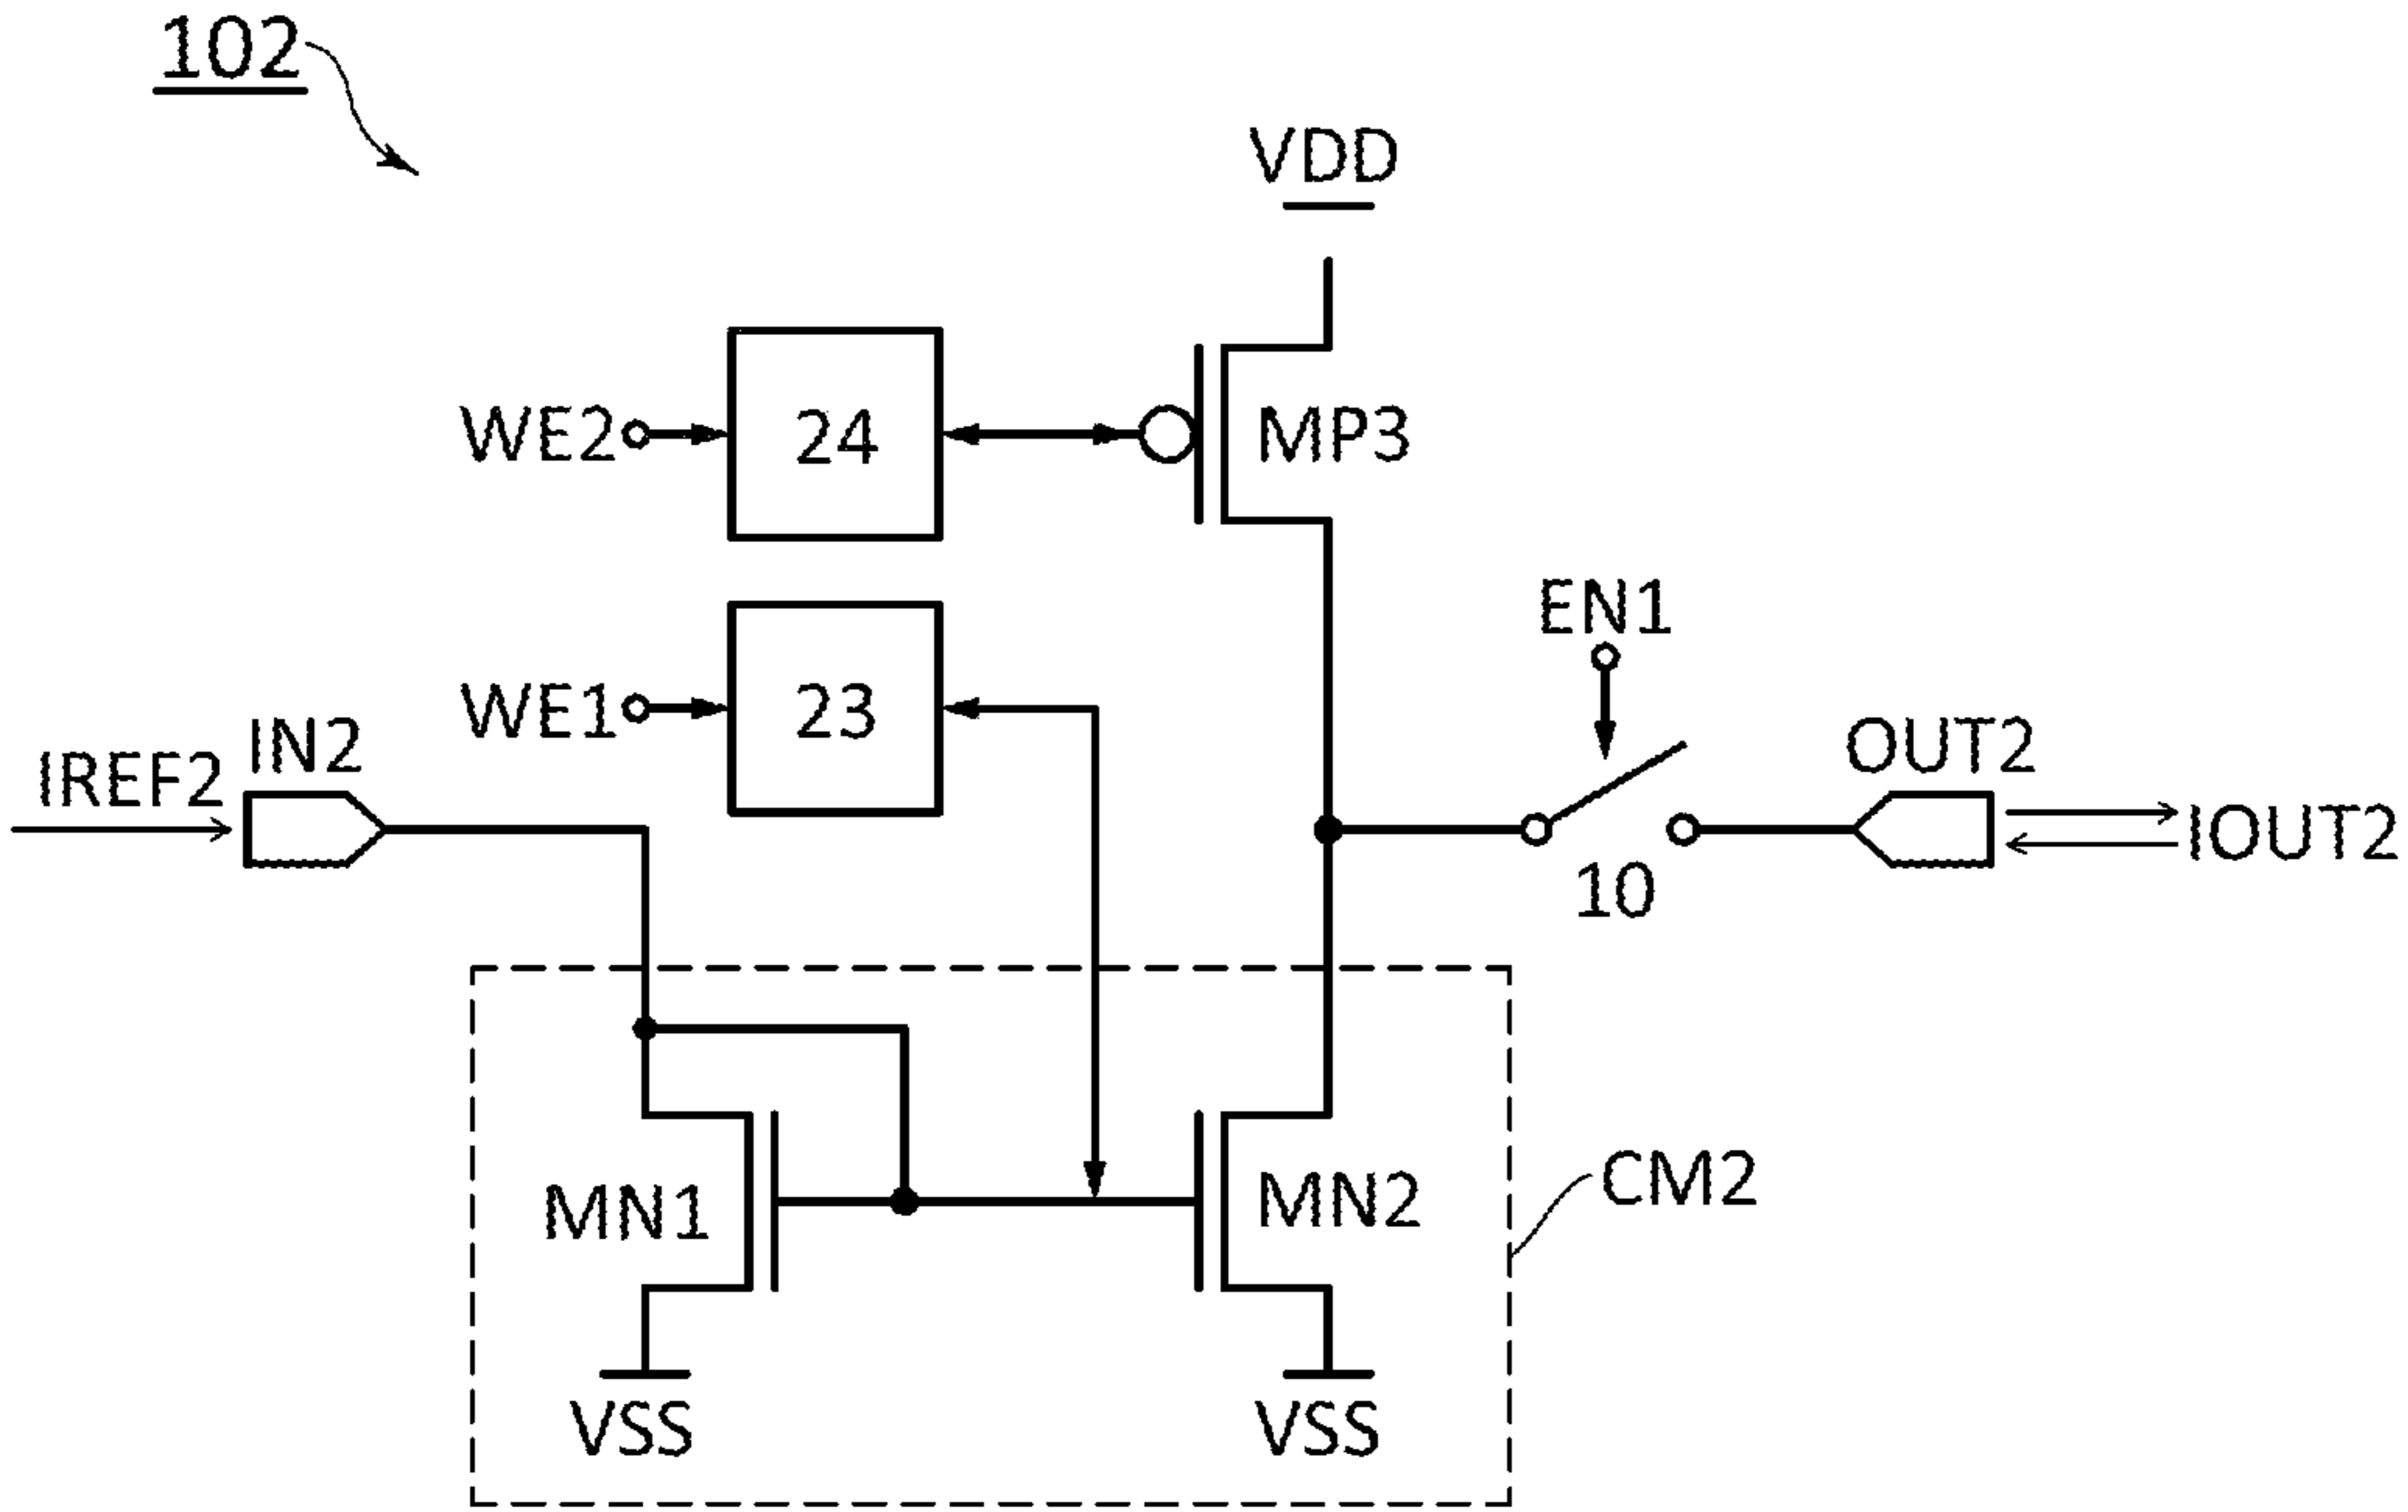 102
VDD
WE2
24
MP3
EN1
WE1
23
IN2
OUT2
IREF2
IOUT2
10
CM2
MN1
MN2
VSS
VSS